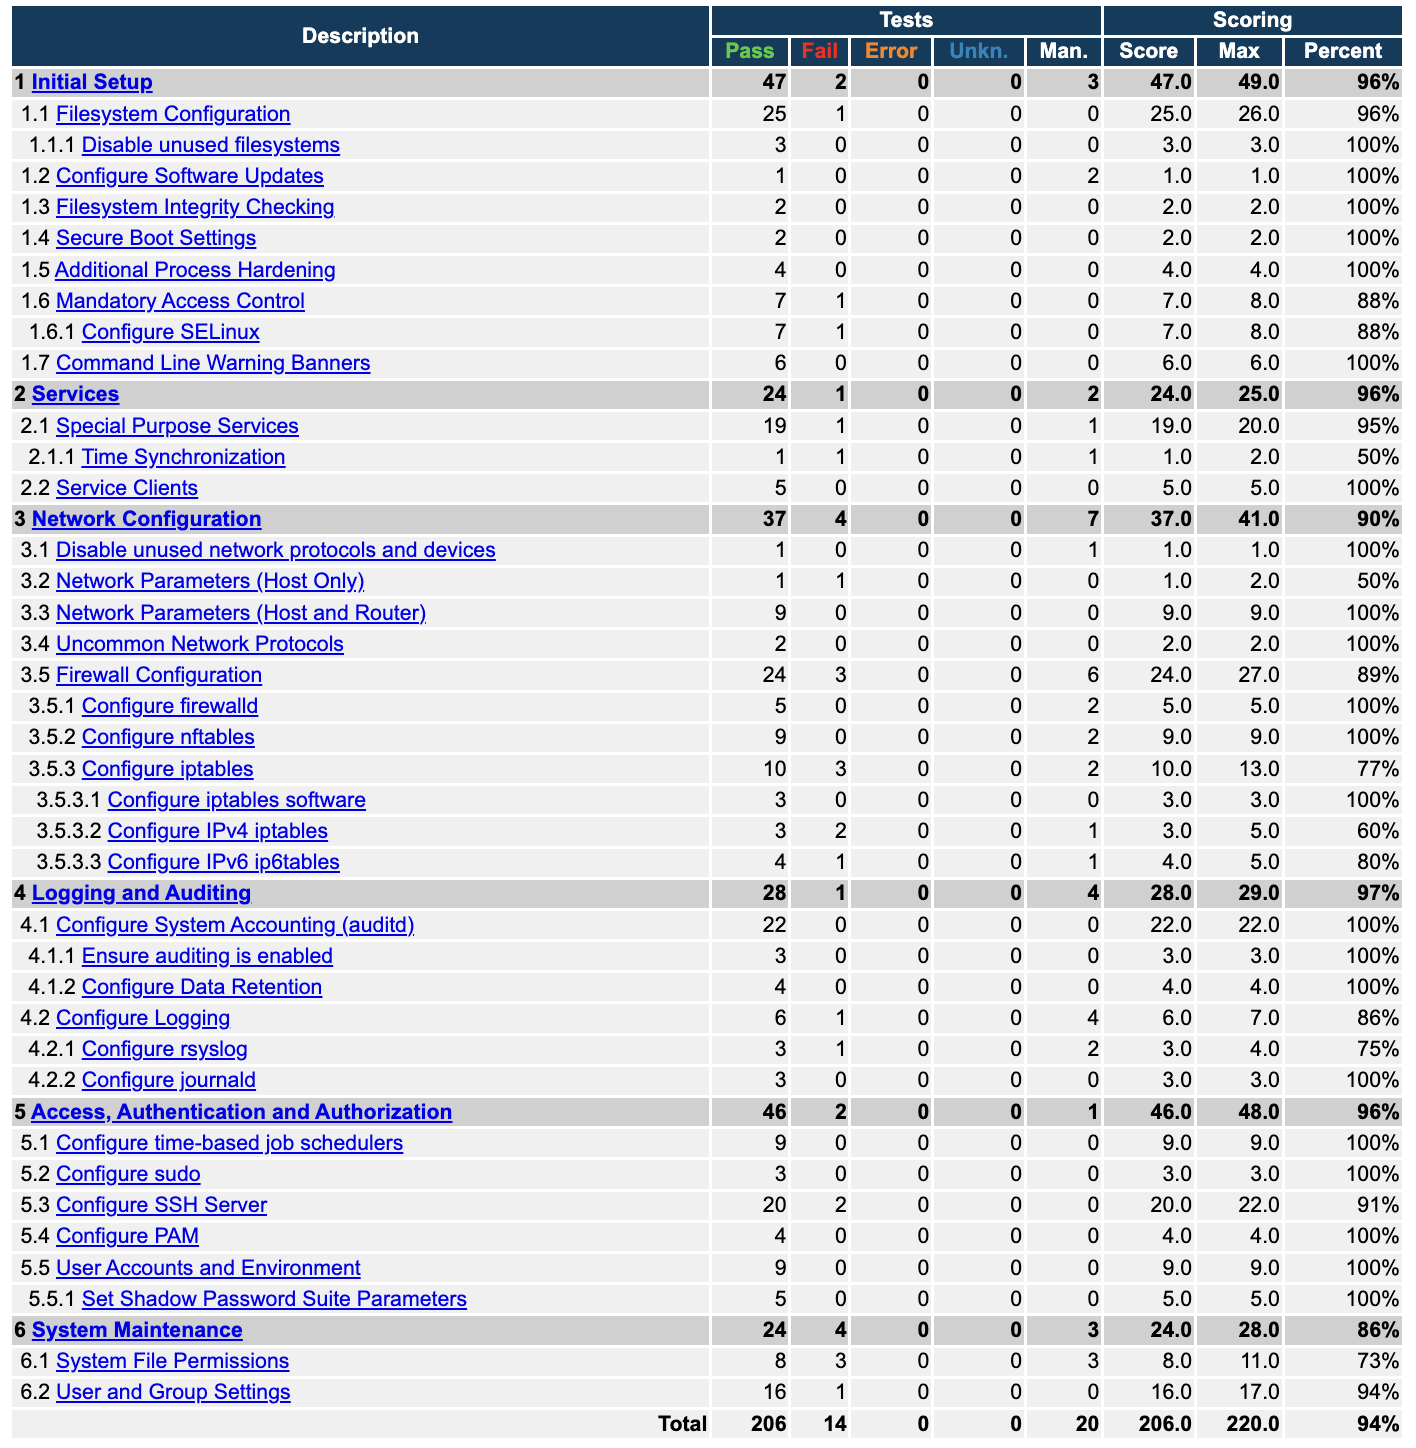 Description Tests Scoring
Pass Fail Error Unkn. Man. Score Max Percent
1 Initial Setup 47 2 0 0 3 47.0 49.0 96%
1.1 Filesystem Configuration 25 1 0 0 0 25.0 26.0 96%
1.1.1 Disable unused filesystems 3 0 0 0 0 3.0 3.0 100%
1.2 Configure Software Updates 1 0 0 0 2 1.0 1.0 100%
1.3 Filesystem Integrity Checking 2 0 0 0 0 2.0 2.0 100%
1.4 Secure Boot Settings 2 0 0 0 0 2.0 2.0 100%
1.5 Additional Process Hardening 4 0 0 0 0 4.0 4.0 100%
1.6 Mandatory Access Control 7 1 0 0 0 7.0 8.0 88%
1.6.1 Configure SELinux 7 1 0 0 0 7.0 8.0 88%
1.7 Command Line Warning Banners 6 0 0 0 0 6.0 6.0 100%
2 Services 24 1 0 0 2 24.0 25.0 96%
2.1 Special Purpose Services 19 1 0 0 1 19.0 20.0 95%
2.1.1 Time Synchronization 1 1 0 0 1 1.0 2.0 50%
2.2 Service Clients 5 0 0 0 0 5.0 5.0 100%
3 Network Configuration 37 4 0 0 7 37.0 41.0 90%
3.1 Disable unused network protocols and devices 1 0 0 0 1 1.0 1.0 100%
3.2 Network Parameters (Host Only) 1 1 0 0 0 1.0 2.0 50%
3.3 Network Parameters (Host and Router) 9 0 0 0 0 9.0 9.0 100%
3.4 Uncommon Network Protocols 2 0 0 0 0 2.0 2.0 100%
3.5 Firewall Configuration 24 3 0 0 6 24.0 27.0 89%
3.5.1 Configure firewalld 5 0 0 0 2 5.0 5.0 100%
3.5.2 Configure nftables 9 0 0 0 2 9.0 9.0 100%
3.5.3 Configure iptables 10 3 0 0 2 10.0 13.0 77%
3.5.3.1 Configure iptables software 3 0 0 0 0 3.0 3.0 100%
3.5.3.2 Configure IPv4 iptables 3 2 0 0 1 3.0 5.0 60%
3.5.3.3 Configure IPv6 ip6tables 4 1 0 0 1 4.0 5.0 80%
4 Logging and Auditing 28 1 0 0 4 28.0 29.0 97%
4.1 Configure System Accounting (auditd) 22 0 0 0 0 22.0 22.0 100%
4.1.1 Ensure auditing is enabled 3 0 0 0 0 3.0 3.0 100%
4.1.2 Configure Data Retention 4 0 0 0 0 4.0 4.0 100%
4.2 Configure Logging 6 1 0 0 4 6.0 7.0 86%
4.2.1 Configure rsyslog 3 1 0 0 2 3.0 4.0 75%
4.2.2 Configure journald 3 0 0 0 0 3.0 3.0 100%
5 Access, Authentication and Authorization 46 2 0 0 1 46.0 48.0 96%
5.1 Configure time-based job schedulers 9 0 0 0 0 9.0 9.0 100%
5.2 Configure sudo 3 0 0 0 0 3.0 3.0 100%
5.3 Configure SSH Server 20 2 0 0 0 20.0 22.0 91%
5.4 Configure PAM 4 0 0 0 0 4.0 4.0 100%
5.5 User Accounts and Environment 9 0 0 0 0 9.0 9.0 100%
5.5.1 Set Shadow Password Suite Parameters 5 0 0 0 0 5.0 5.0 100%
6 System Maintenance 24 4 0 0 3 24.0 28.0 86%
6.1 System File Permissions 8 3 0 0 3 8.0 11.0 73%
6.2 User and Group Settings 16 1 0 0 0 16.0 17.0 94%
Total 206 14 0 0 20 206.0 220.0 94%